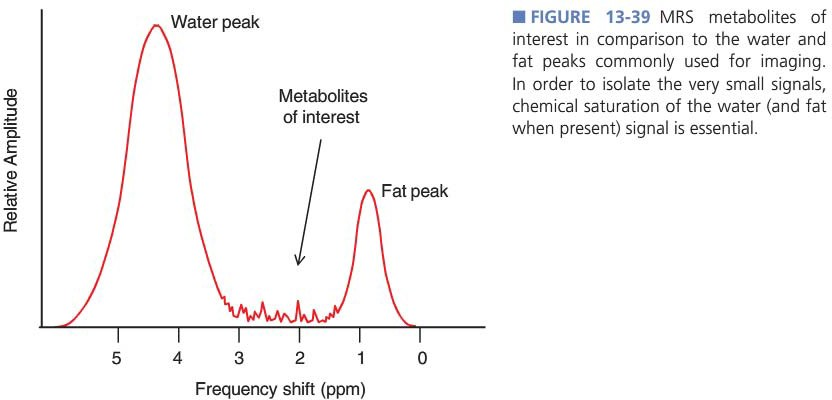 Water peak
Metabolites
of interest
Fat peak
Relative Amplitude
5 4 3 2 1 0
Frequency shift (ppm)
■ FIGURE 13-39 MRS metabolites of
interest in comparison to the water and
fat peaks commonly used for imaging.
In order to isolate the very small signals,
chemical saturation of the water (and fat
when present) signal is essential.